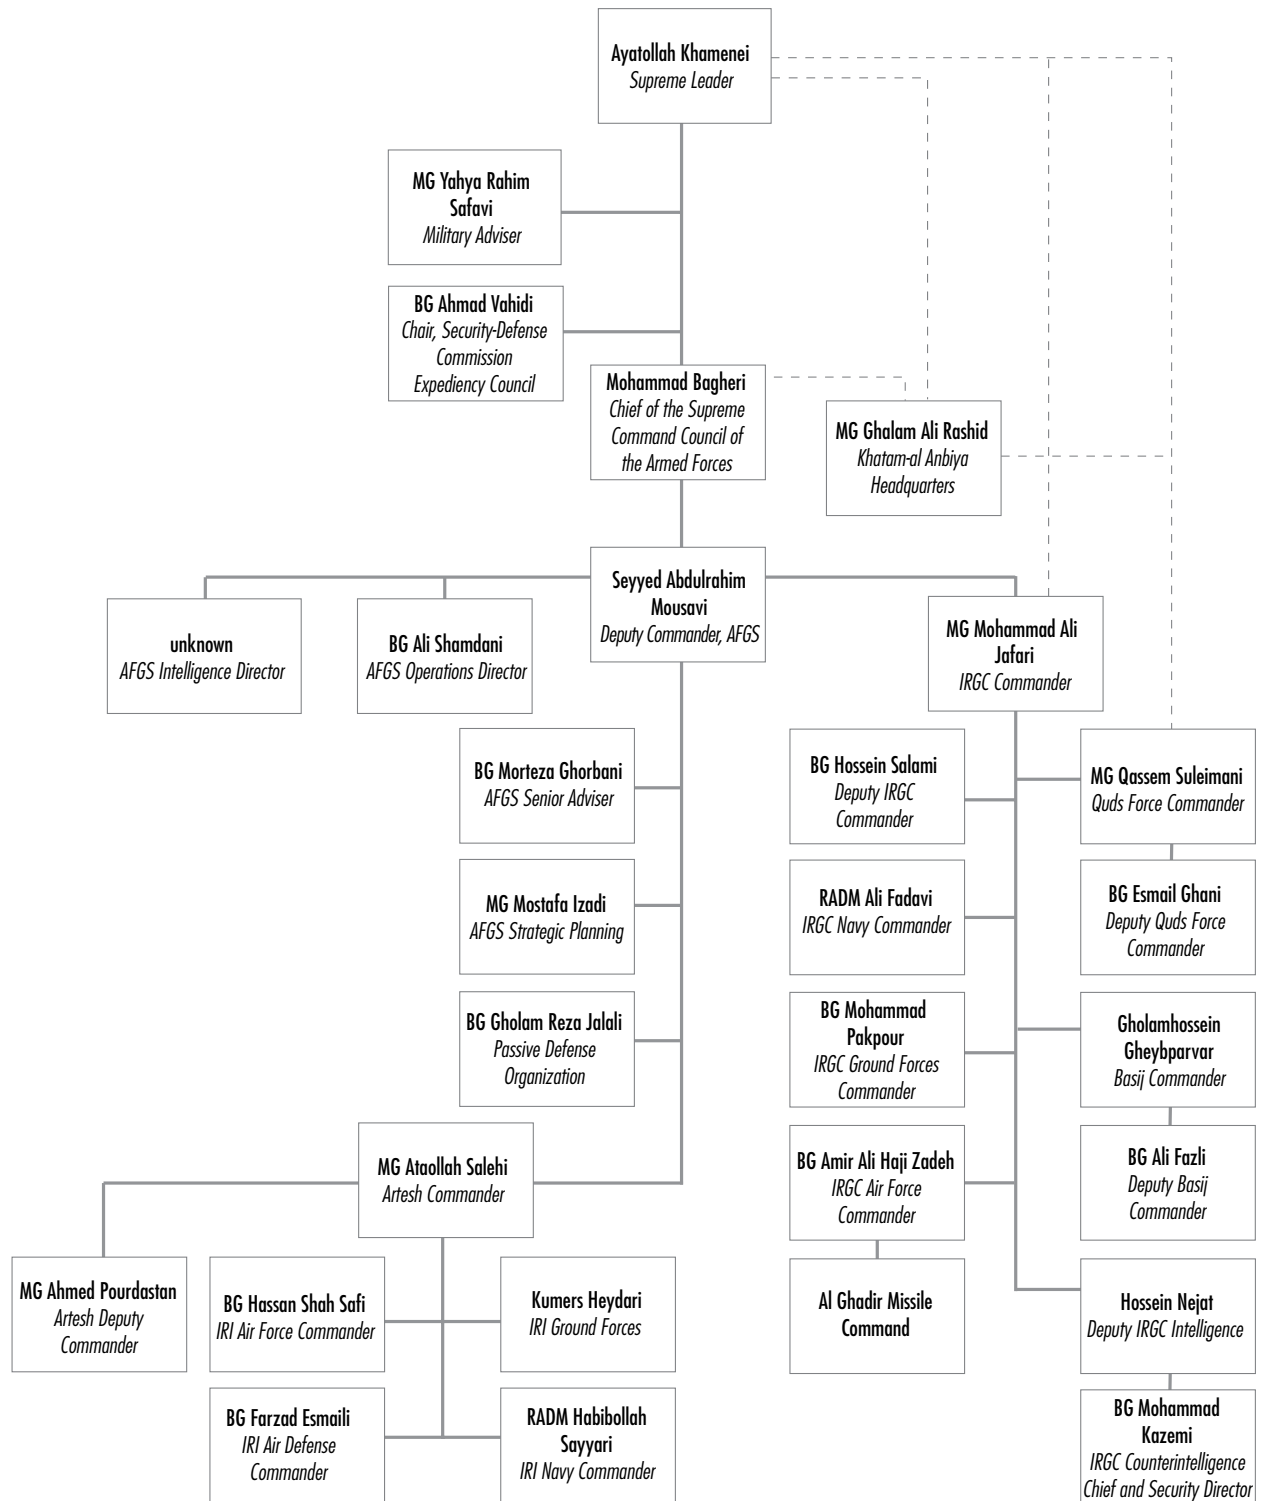 Ayatollah Khamenei
Supreme Leader
MG Yahya Rahim
Safavi
Military Adviser
BG Ahmad Vahidi
Chair, Security-Defense
Commission
Expediency Council
Mohammad Bagheri
Chief of the Supreme
Command Council of
the Armed Forces
MG Ghalam Ali Rashid
Khatam-al Anbiya
Headquarters
Seyyed Abdulrahim
Mousavi
Deputy Commander, AFGS
unknown
AFGS Intelligence Director
BG Ali Shamdani
AFGS Operations Director
MG Mohammad Ali
Jafari
IRGC Commander
BG Morteza Ghorbani
AFGS Senior Adviser
MG Mostafa Izadi
AFGS Strategic Planning
BG Gholam Reza Jalali
Passive Defense
Organization
BG Hossein Salami
Deputy IRGC
Commander
MG Qassem Suleimani
Quds Force Commander
RADM Ali Fadavi
IRGC Navy Commander
BG Esmail Ghani
Deputy Quds Force
Commander
BG Mohammad
Pakpour
IRGC Ground Forces
Commander
Gholamhossein
Gheybparvar
Basij Commander
BG Amir Ali Haji Zadeh
IRGC Air Force
Commander
BG Ali Fazli
Deputy Basij
Commander
Al Ghadir Missile
Command
Hossein Nejat
Deputy IRGC Intelligence
BG Mohammad
Kazemi
IRGC Counterintelligence
Chief and Security Director
MG Ataollah Salehi
Artesh Commander
MG Ahmed Pourdastan
Artesh Deputy
Commander
BG Hassan Shah Safi
IRI Air Force Commander
Kumers Heydari
IRI Ground Forces
BG Farzad Esmaili
IRI Air Defense
Commander
RADM Habibollah
Sayyari
IRI Navy Commander